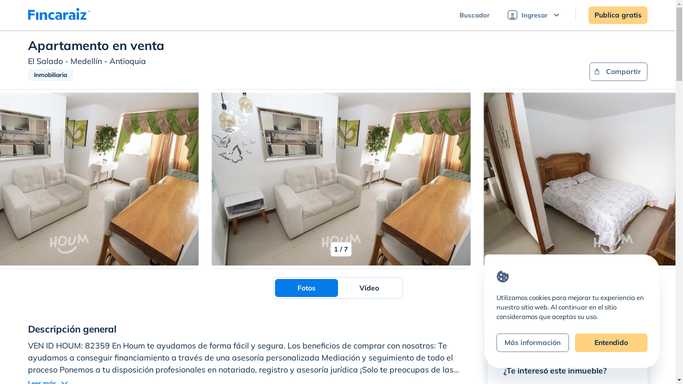 Fincaraiz
Buscador
Ingresar
Publica gratis
Apartamento en venta
El Salado - Medellín - Antioquia
Inmobiliaria
Compartir
HOUM
HOUM
HOUM
1 / 7
Fotos
Video
Descripción general
VEN ID HOUM: 82359 En Houm te ayudamos de forma fácil y segura. Los beneficios de comprar con nosotros: Te
ayudamos a conseguir financiamiento a través de una asesoría personalizada Mediación y seguimiento de todo el
proceso Ponemos a tu disposición profesionales en notariado, registro y asesoría jurídica ¡Solo te preocupas de las...
Leer más
Utilizamos cookies para mejorar tu experiencia en
nuestro sitio web. Al continuar en el sitio
consideramos que aceptas su uso.
Más información
Entendido
¿Te interesó este inmueble?